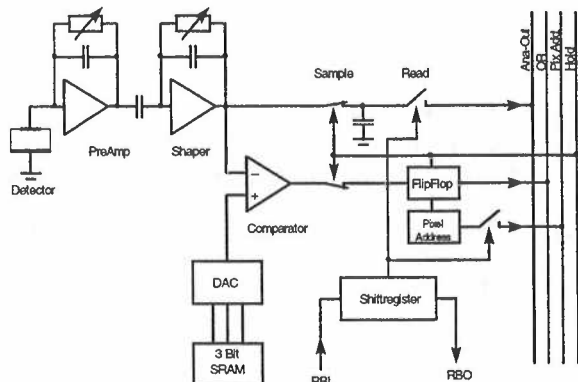 Ana-Out
OR
Pix Add.
Hold
Sample
Read
PreAmp
Shaper
Detector
−
+
Comparator
FlipFlop
Pixel
Address
DAC
Shiftregister
3 Bit
SRAM
RBO